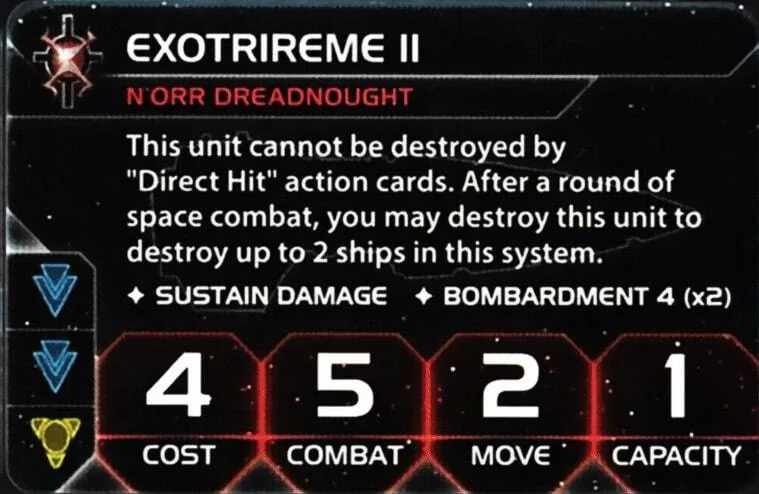 EXOTRIREME II
N'ORR DREADNOUGHT
This unit cannot be destroyed by
"Direct Hit" action cards. After a round of
space combat, you may destroy this unit to
destroy up to 2 ships in this system.
✦ SUSTAIN DAMAGE ✦ BOMBARDMENT 4 (x2)
4 5 2 1
COST COMBAT MOVE CAPACITY